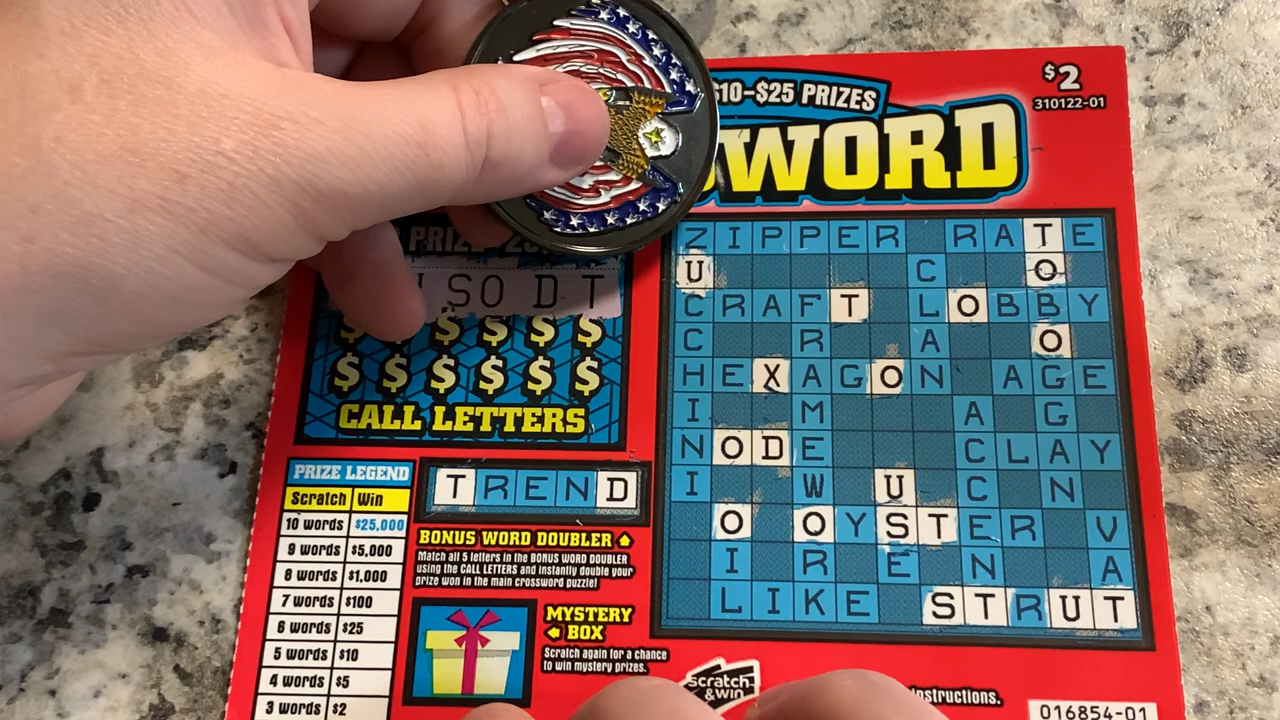 $10-$25 PRIZES
$2
310122-01
WORD
PRIZE
SO D T
$ $ $ $ $
$ $ $ $ $ $
CALL LETTERS
ZIPPER RATE
U C O
CRAFT LOBBY
C R A O
HEXAGON AGE
I M A G
N ODE CLAY
I W U C N
O OYSTER V
I R E N A
LIKE STRUT
PRIZE LEGEND
Scratch Win
10 words $25,000
9 words $5,000
8 words $1,000
7 words $100
6 words $25
5 words $10
4 words $5
3 words $2
TREND
BONUS WORD DOUBLER
Match all 5 letters in the BONUS WORD DOUBLER
using the CALL LETTERS and instantly double your
prize won in the main crossword puzzle!
MYSTERY
BOX
Scratch again for a chance
to win mystery prizes.
scratch
&WIN
instructions.
016854-01